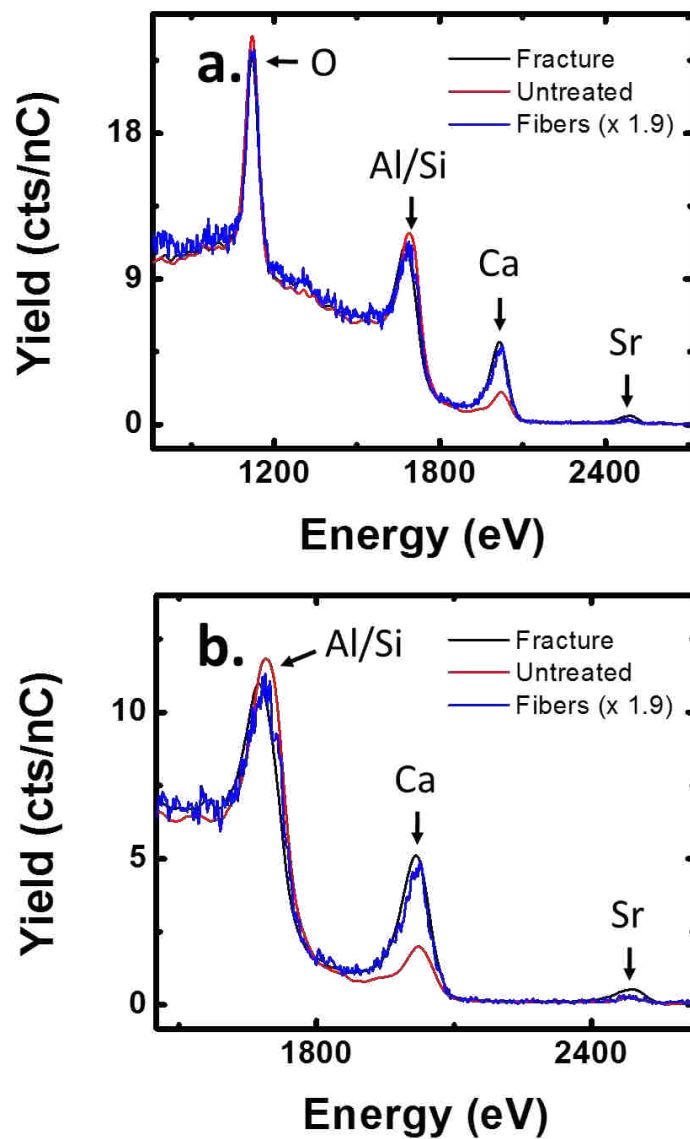 a.
O
Fracture
Untreated
Fibers (x 1.9)
Al/Si
Ca
Sr
18
9
0
Yield (cts/nC)
1200
1800
2400
Energy (eV)
b.
Al/Si
Fracture
Untreated
Fibers (x 1.9)
Ca
Sr
10
5
0
Yield (cts/nC)
1800
2400
Energy (eV)